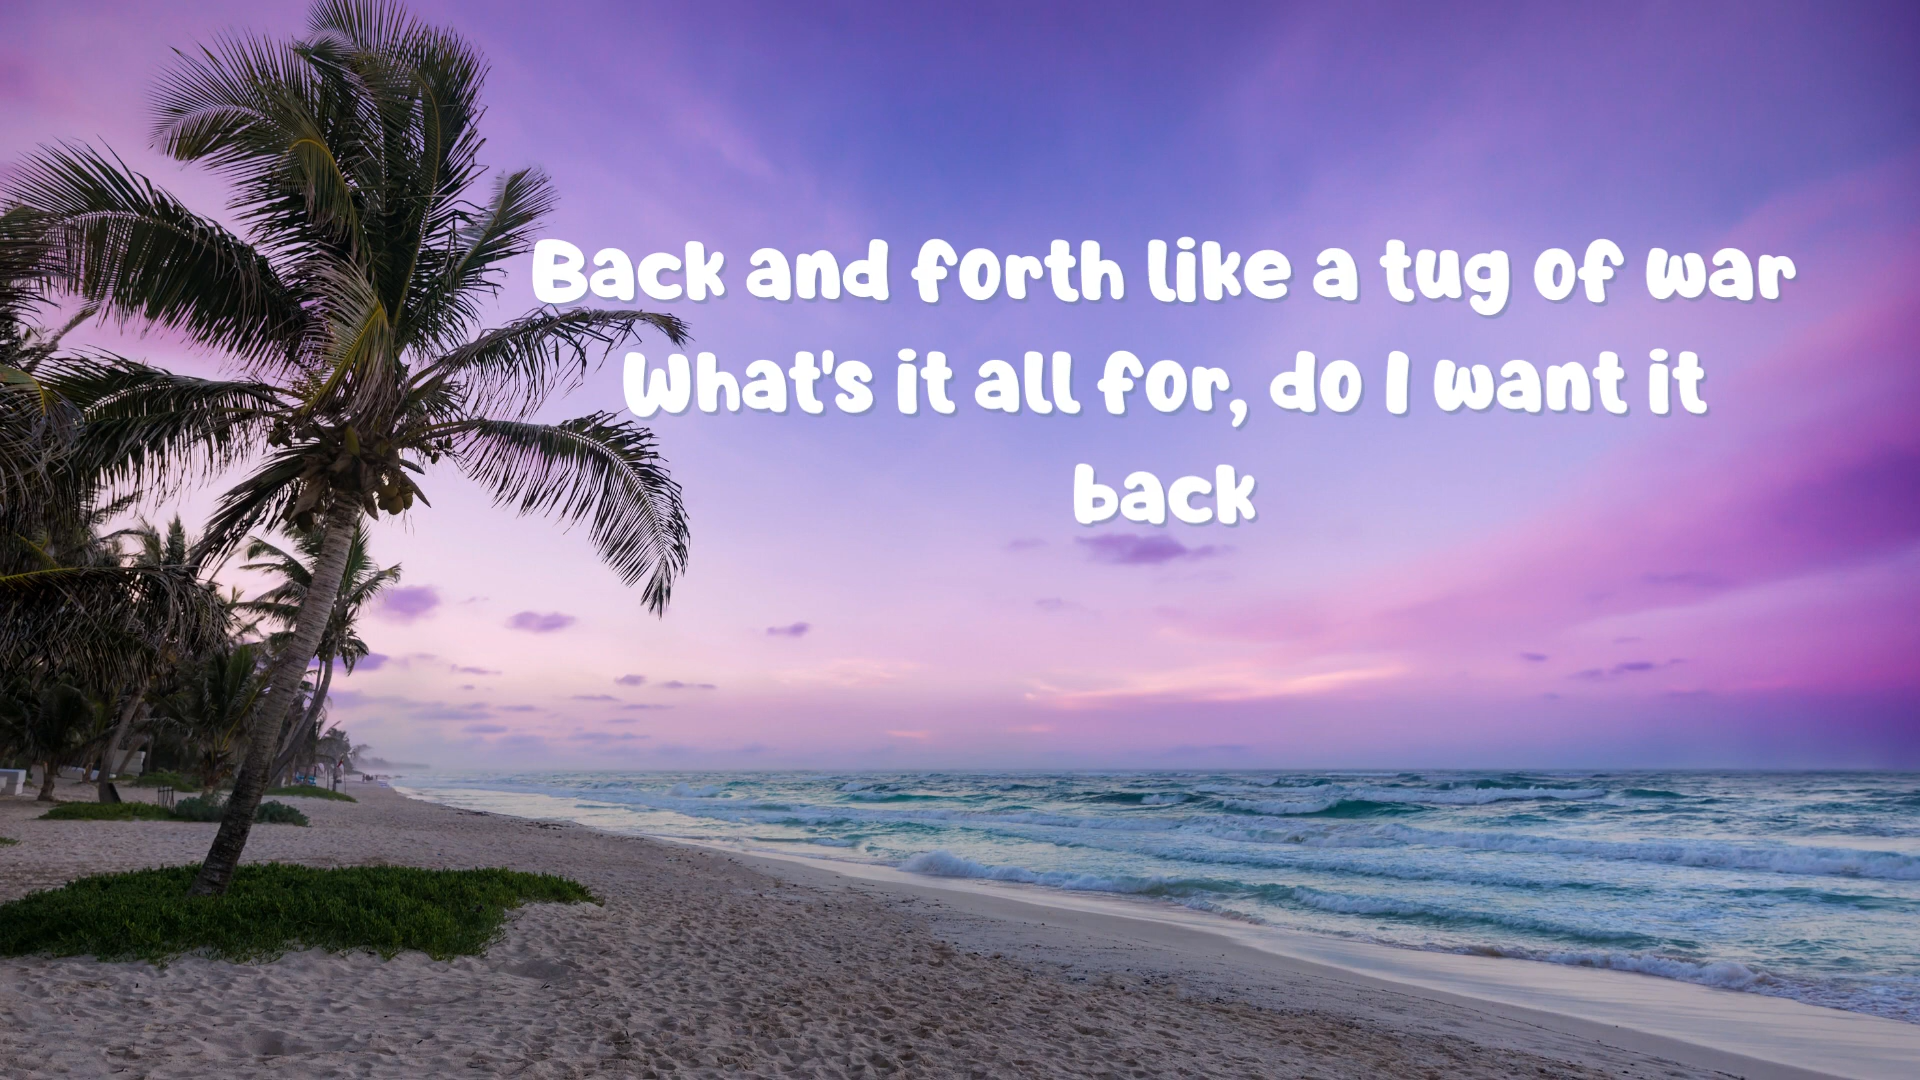 Back and forth like a tug of war
What's it all for, do I want it
back